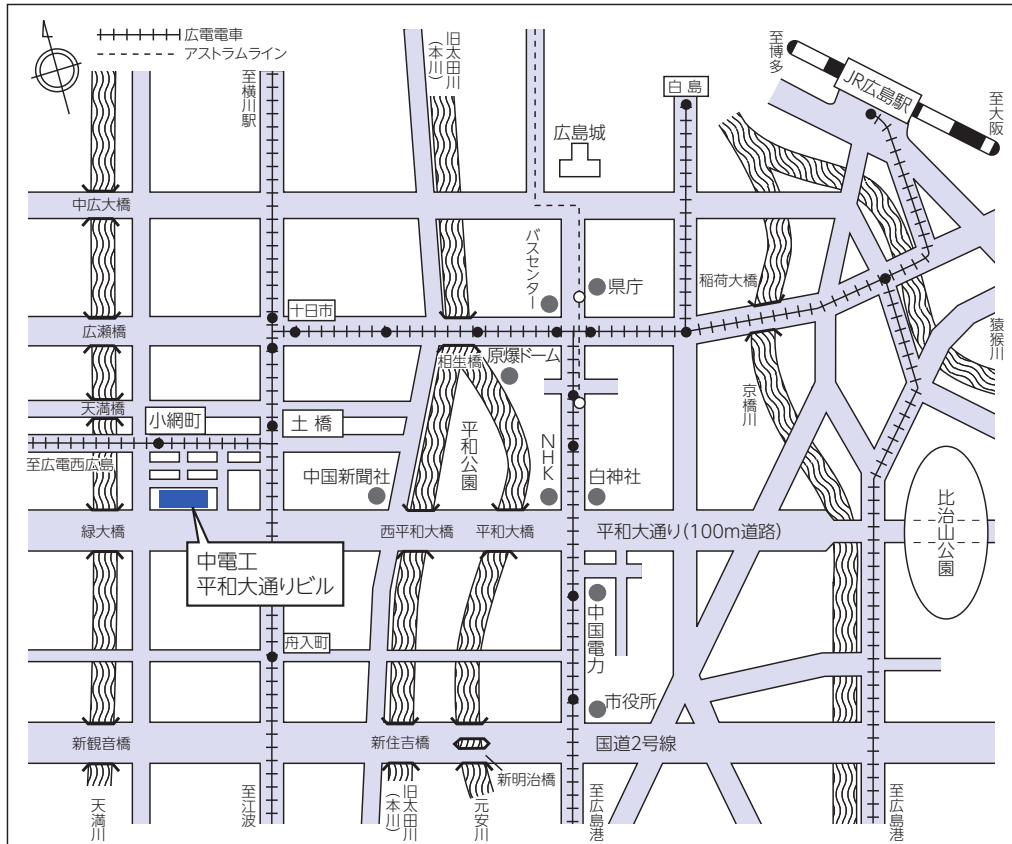 広電電車
アストラムライン
至横川駅
旧太田川
(本川)
至博多
JR広島駅
至大阪
白島
広島城
中広大橋
バスセンター
県庁
稲荷大橋
十日市
広瀬橋
相生橋
原爆ドーム
猿猴川
京橋川
天満橋
小網町
土橋
平和公園
NHK
至広電西広島
中国新聞社
白神社
比治山公園
緑大橋
西平和大橋
平和大橋
平和大通り(100m道路)
中電工
平和大通りビル
中国電力
舟入町
市役所
新観音橋
新住吉橋
国道2号線
新明治橋
天満川
至江波
旧太田川
(本川)
元安川
至広島港
至広島港